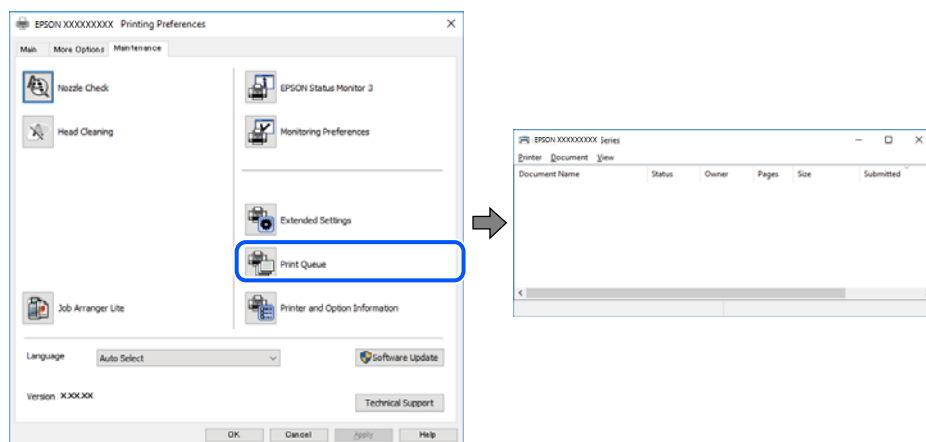 EPSON XXXXXXXXX Printing Preferences
Main More Options Maintenance
Nozzle Check
Head Cleaning
Job Arranger Lite
EPSON Status Monitor 3
Monitoring Preferences
Extended Settings
Print Queue
Printer and Option Information
Language Auto Select Software Update
Version X.XX.XX
Technical Support
OK Cancel Apply Help
EPSON XXXXXXXXX Series
Printer Document View
Document Name Status Owner Pages Size Submitted